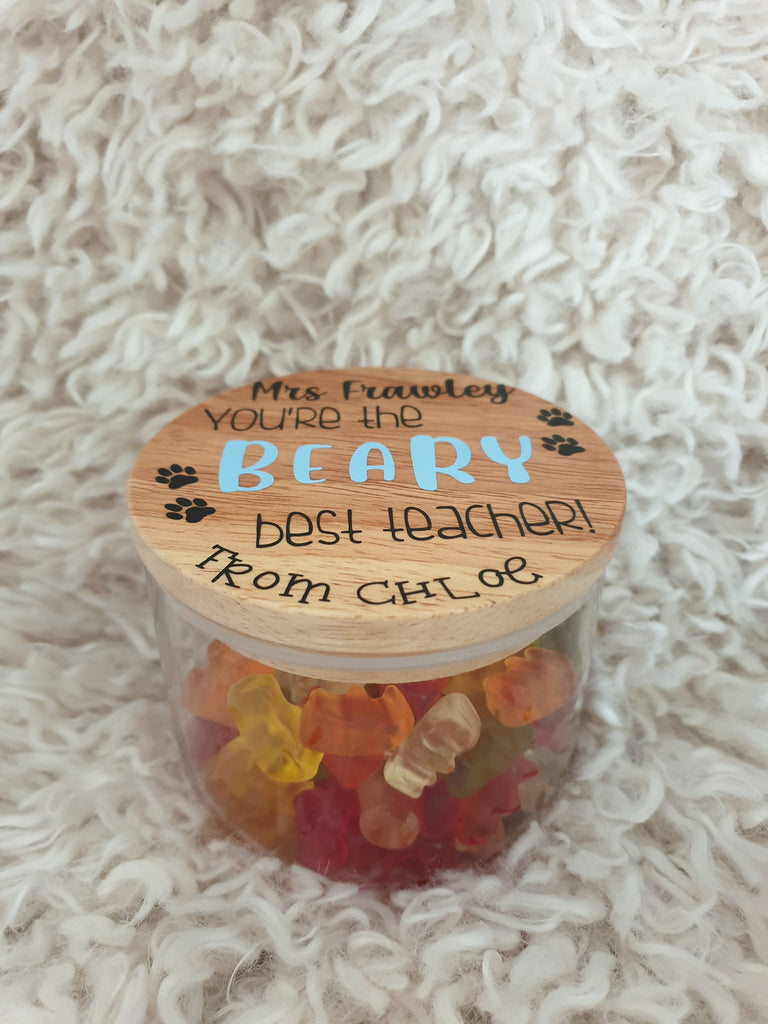 Mrs Frawley
YOU'RE the
BEARY
best teacher!
FROM CHLOE